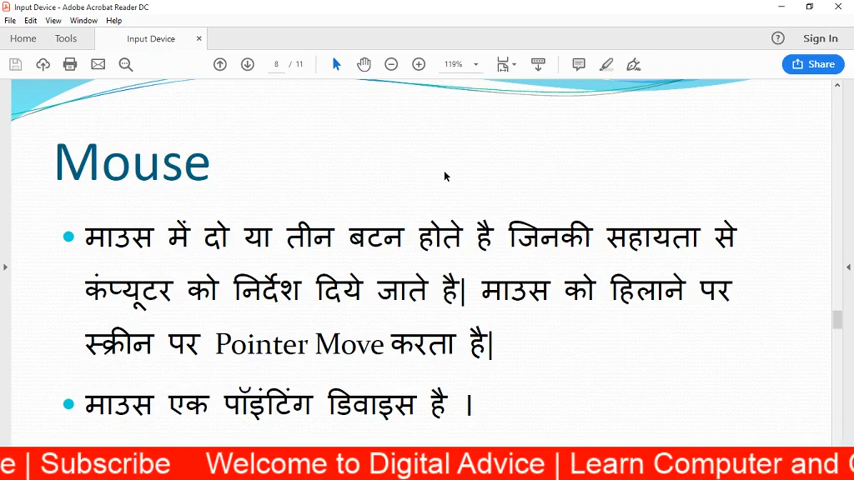 Input Device - Adobe Acrobat Reader DC
File Edit View Window Help
Home Tools Input Device × Sign In
8 / 11 119% Share
Mouse
• माउस में दो या तीन बटन होते है जिनकी सहायता से
कंप्यूटर को निर्देश दिये जाते है| माउस को हिलाने पर
स्क्रीन पर Pointer Move करता है|
• माउस एक पॉइंटिंग डिवाइस है ।
e | Subscribe Welcome to Digital Advice | Learn Computer and